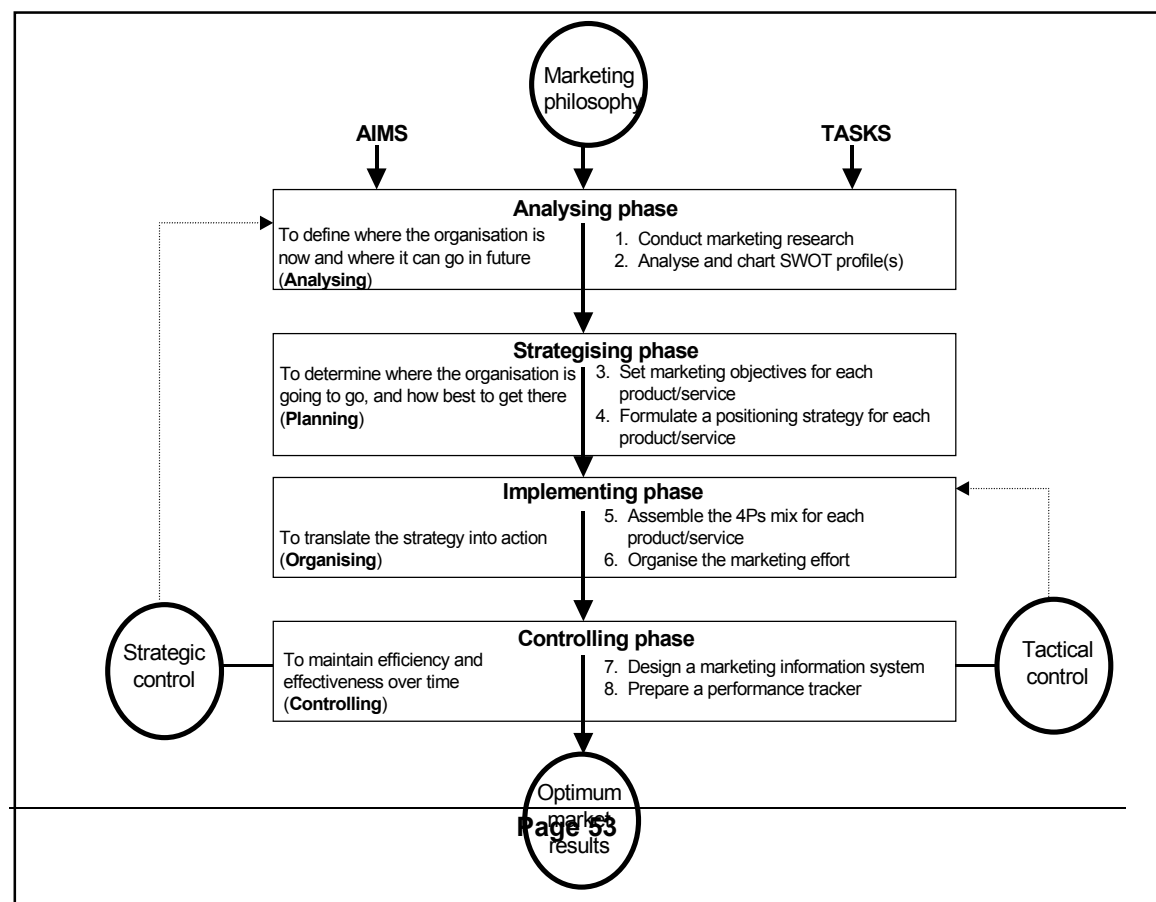 Marketing
philosophy
AIMS
TASKS
Analysing phase
To define where the organisation is
now and where it can go in future
(Analysing)
1. Conduct marketing research
2. Analyse and chart SWOT profile(s)
Strategising phase
To determine where the organisation is
going to go, and how best to get there
(Planning)
3. Set marketing objectives for each
product/service
4. Formulate a positioning strategy for each
product/service
Implementing phase
To translate the strategy into action
(Organising)
5. Assemble the 4Ps mix for each
product/service
6. Organise the marketing effort
Strategic
control
Controlling phase
To maintain efficiency and
effectiveness over time
(Controlling)
7. Design a marketing information system
8. Prepare a performance tracker
Tactical
control
Optimum
market
results
Page 53